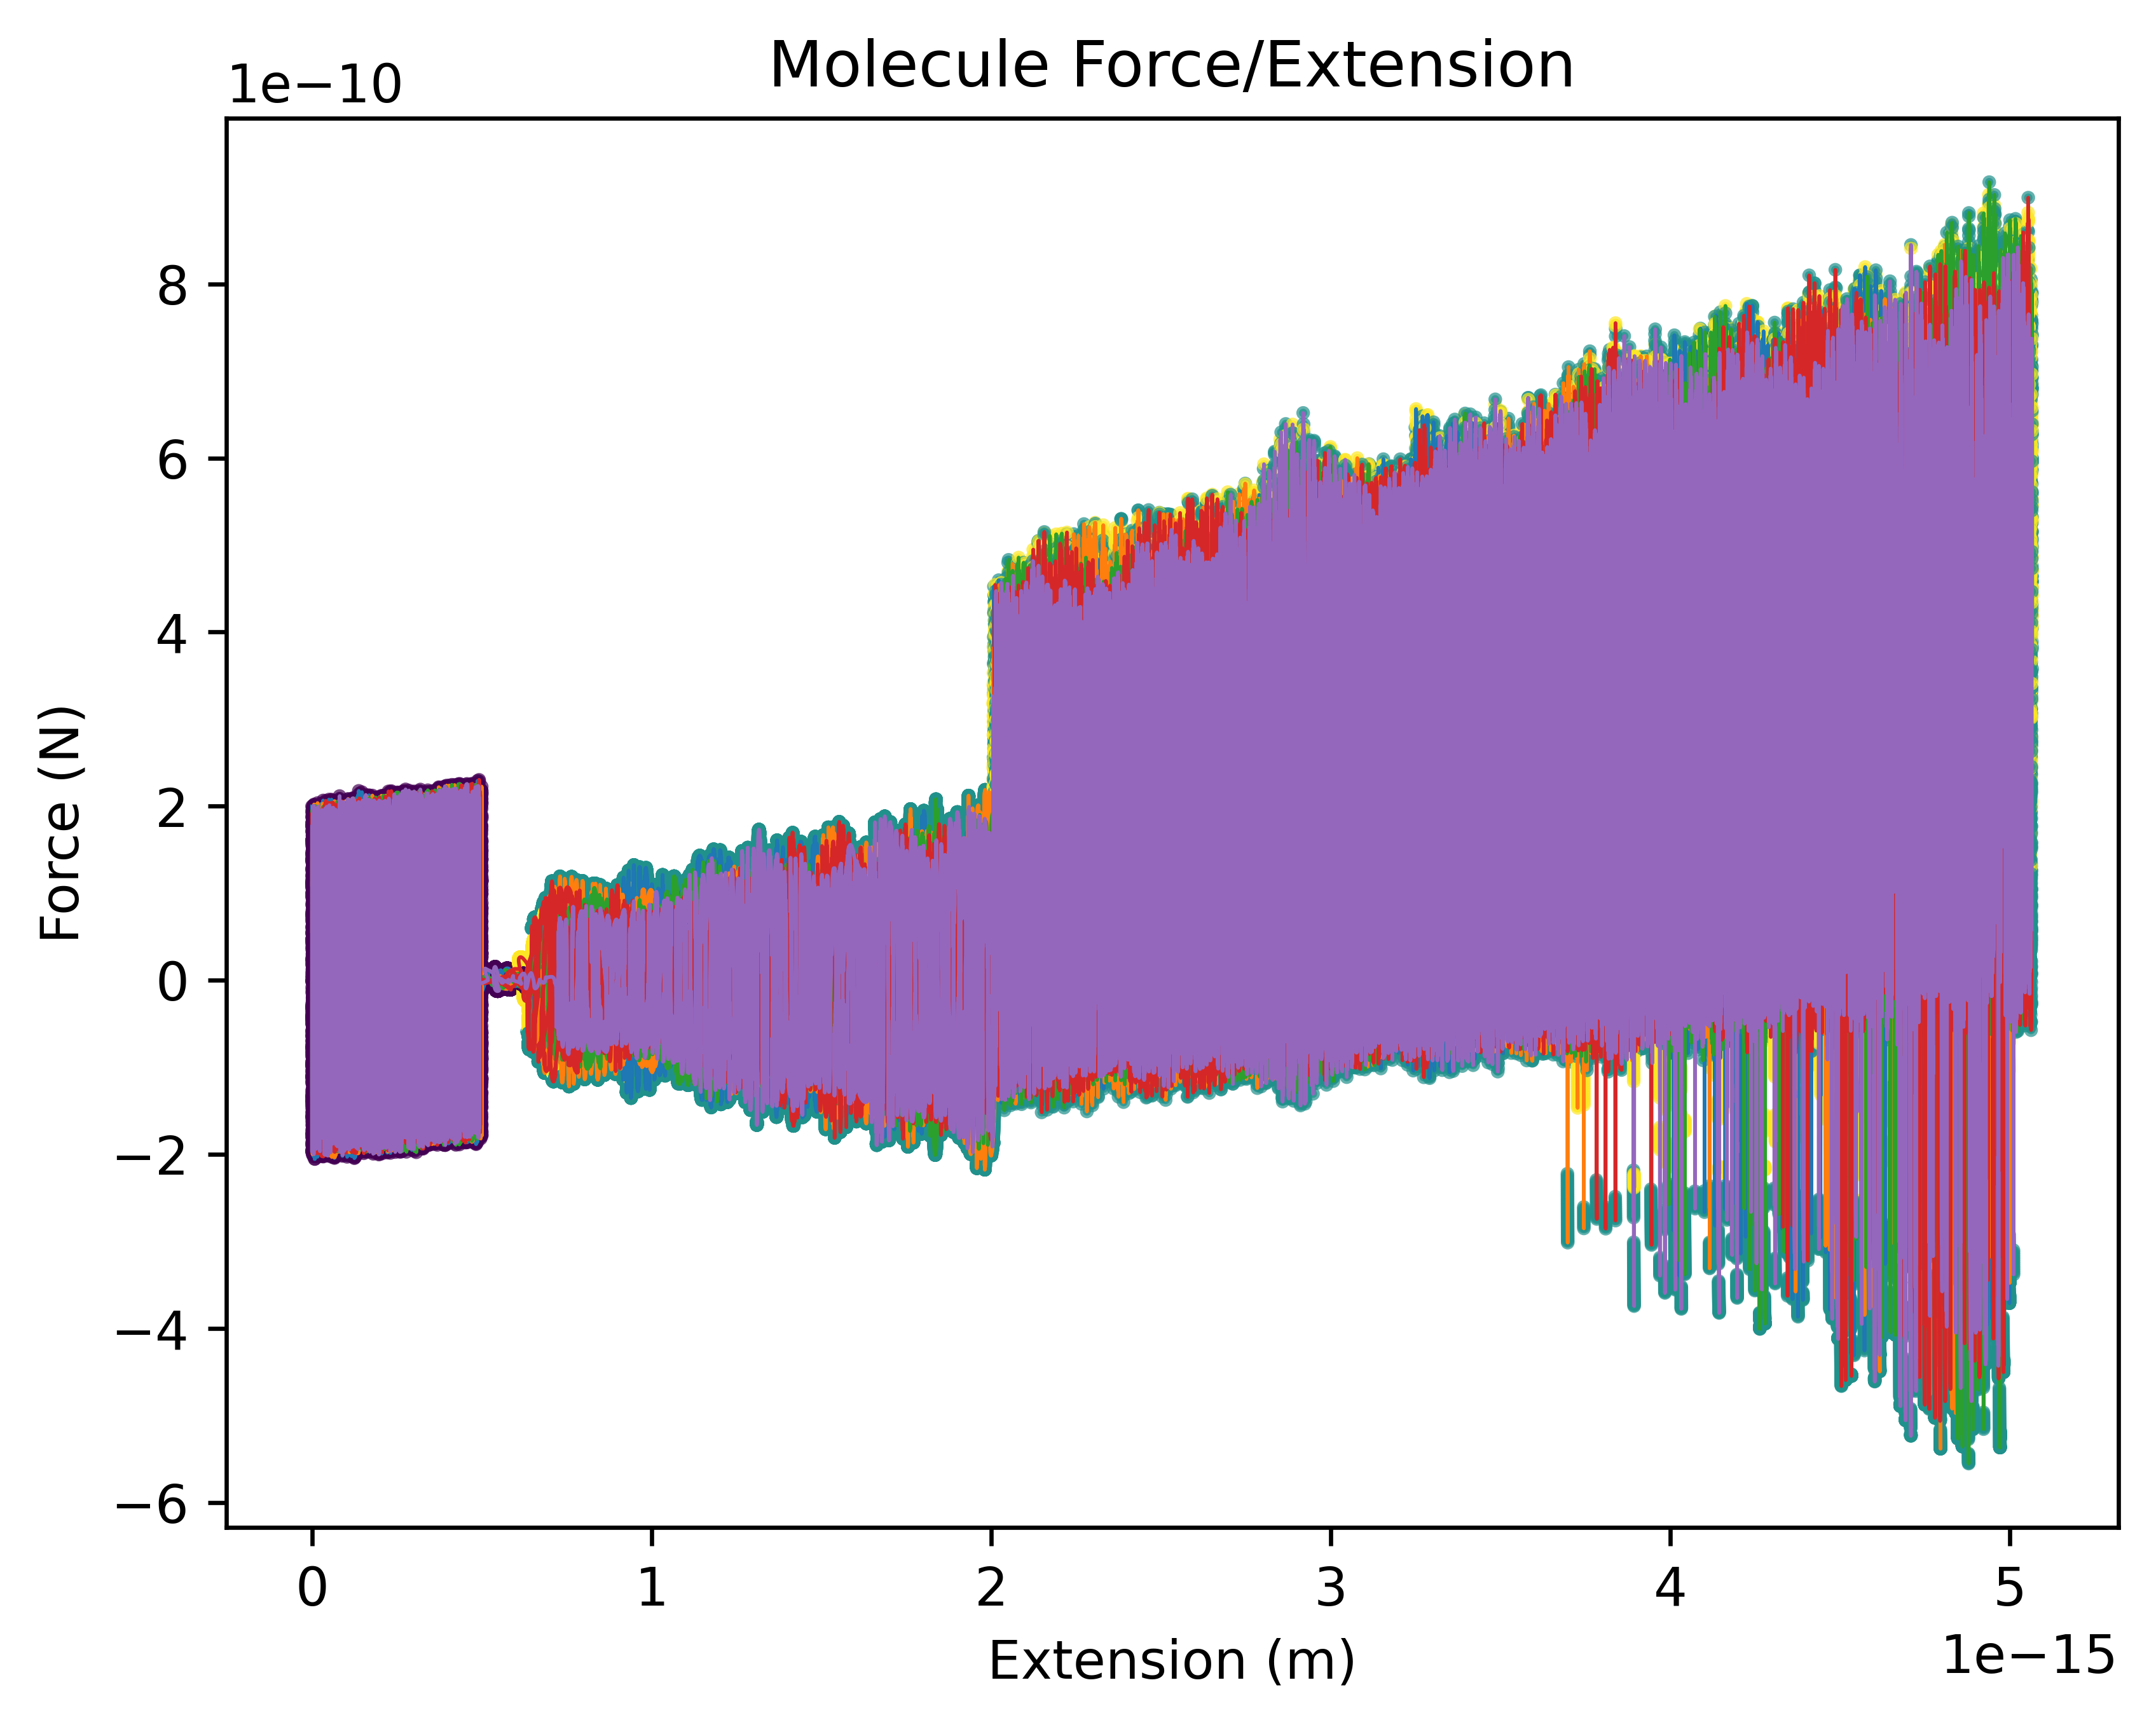 Molecule Force/Extension
1e−10
8
6
4
2
0
−2
−4
−6
Force (N)
0 1 2 3 4 5
Extension (m)
1e−15